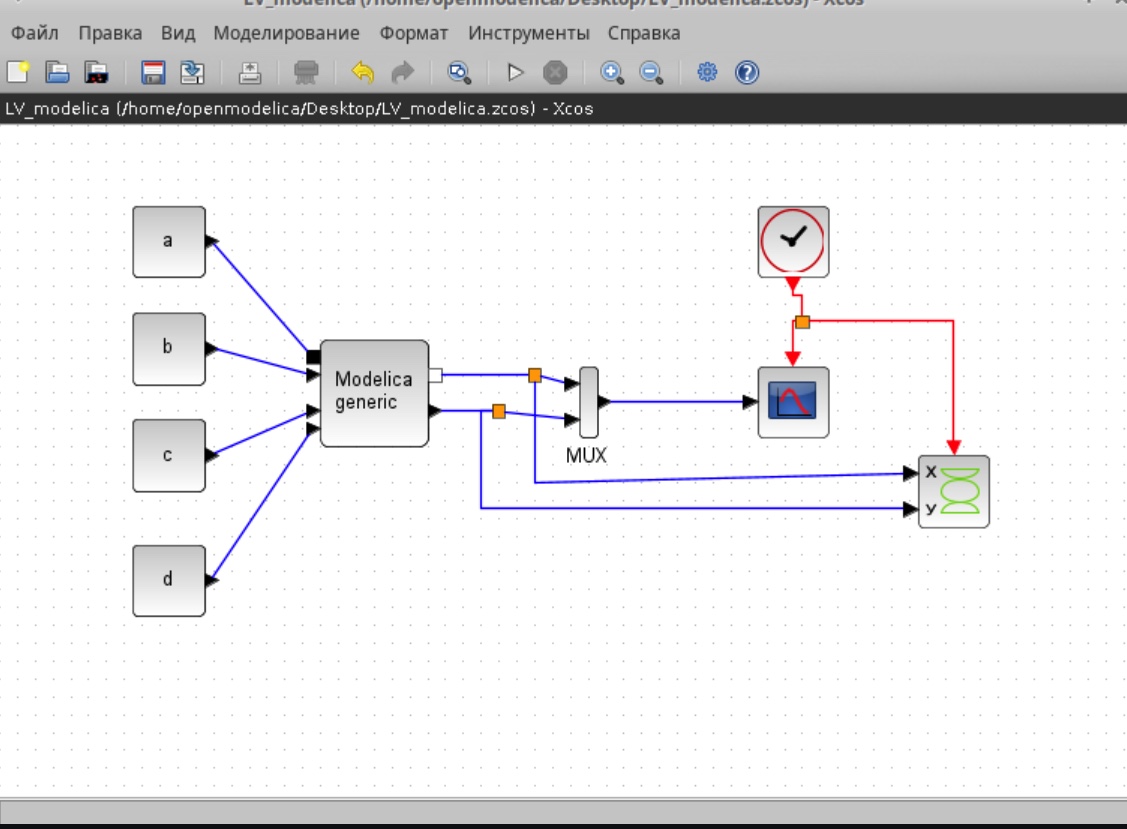 LV_modelica (/home/openmodelica/Desktop/LV_modelica.zcos) - Xcos
Файл Правка Вид Моделирование Формат Инструменты Справка
LV_modelica (/home/openmodelica/Desktop/LV_modelica.zcos) - Xcos
a
b
Modelica
generic
c
MUX
X
y
d